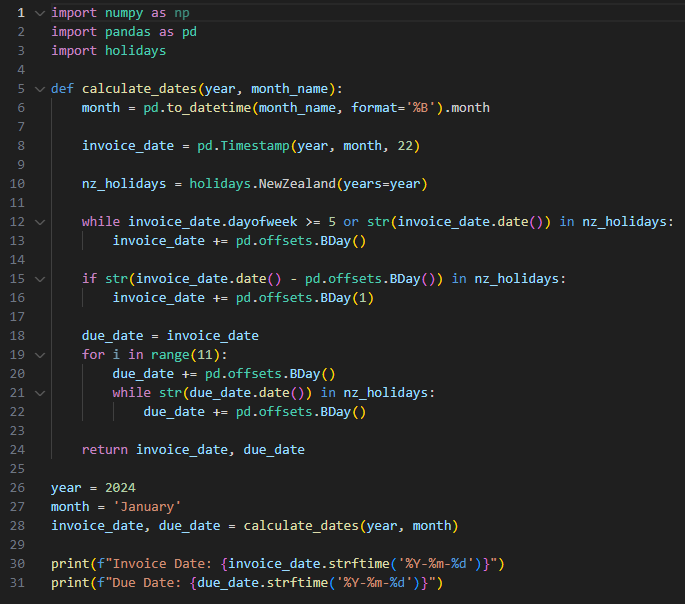 1 import numpy as np
2 import pandas as pd
3 import holidays
4
5 def calculate_dates(year, month_name):
6     month = pd.to_datetime(month_name, format='%B').month
7
8     invoice_date = pd.Timestamp(year, month, 22)
9
10     nz_holidays = holidays.NewZealand(years=year)
11
12     while invoice_date.dayofweek >= 5 or str(invoice_date.date()) in nz_holidays:
13         invoice_date += pd.offsets.BDay()
14
15     if str(invoice_date.date() - pd.offsets.BDay()) in nz_holidays:
16         invoice_date += pd.offsets.BDay(1)
17
18     due_date = invoice_date
19     for i in range(11):
20         due_date += pd.offsets.BDay()
21         while str(due_date.date()) in nz_holidays:
22             due_date += pd.offsets.BDay()
23
24     return invoice_date, due_date
25
26 year = 2024
27 month = 'January'
28 invoice_date, due_date = calculate_dates(year, month)
29
30 print(f"Invoice Date: {invoice_date.strftime('%Y-%m-%d')}")
31 print(f"Due Date: {due_date.strftime('%Y-%m-%d')}")